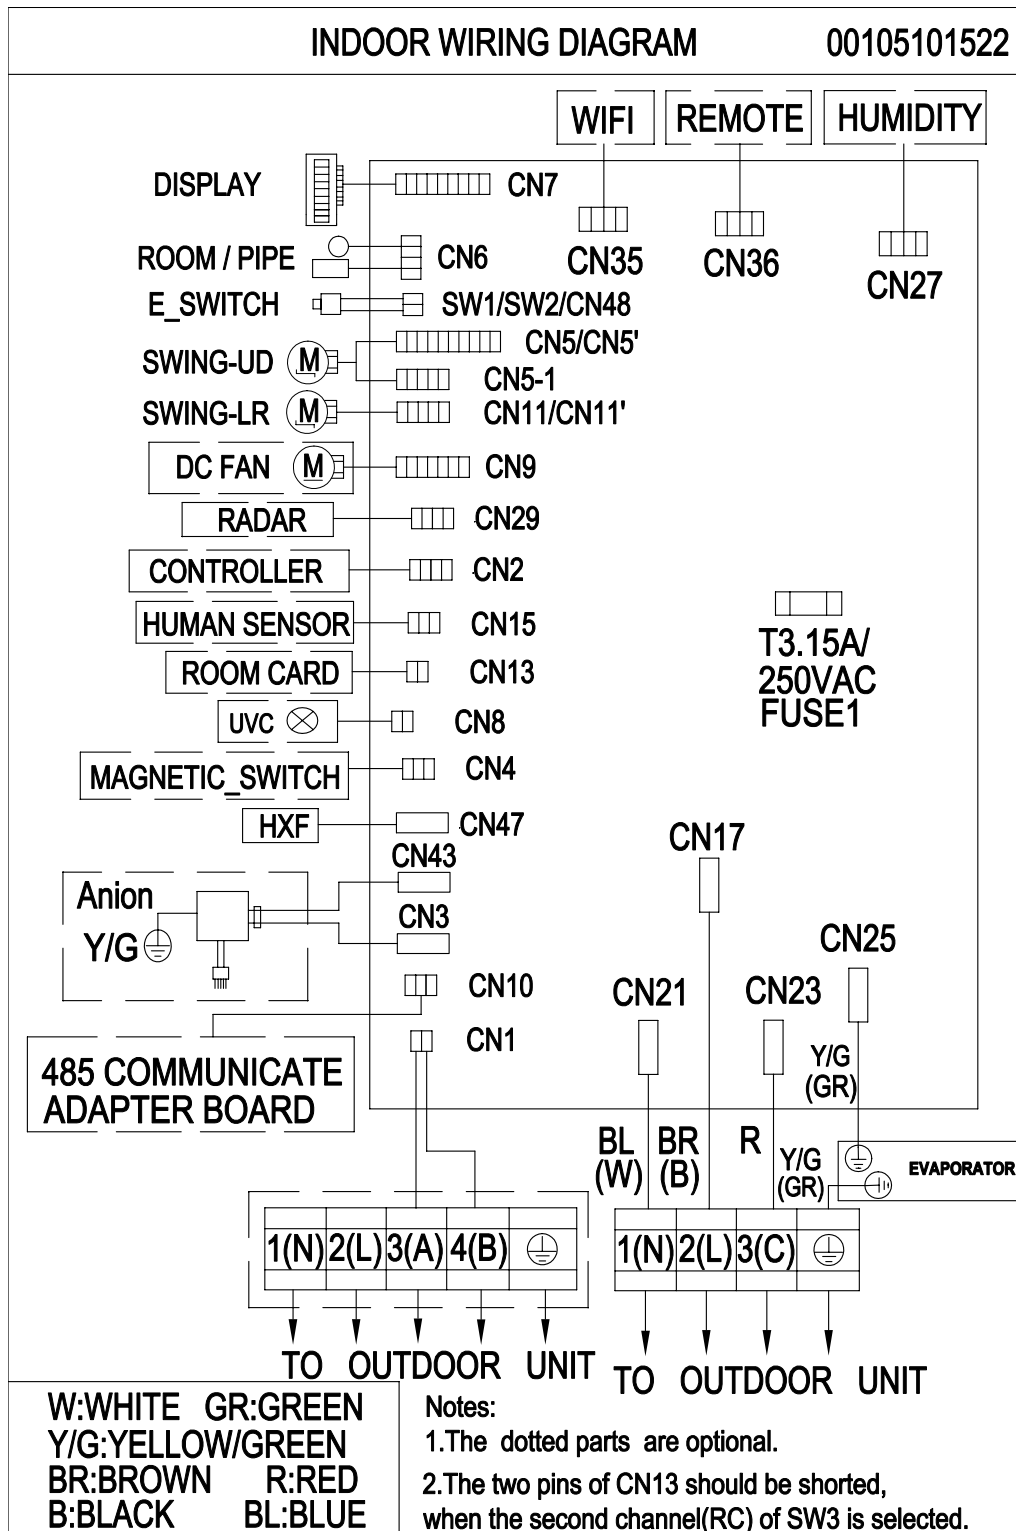 INDOOR WIRING DIAGRAM 00105101522
WIFI REMOTE HUMIDITY
DISPLAY CN7
ROOM / PIPE CN6 CN35 CN36 CN27
E_SWITCH SW1/SW2/CN48
SWING-UD M CN5/CN5'
CN5-1
SWING-LR M CN11/CN11'
DC FAN M CN9
RADAR CN29
CONTROLLER CN2
HUMAN SENSOR CN15
ROOM CARD CN13
UVC CN8
MAGNETIC_SWITCH CN4
HXF CN47
T3.15A/
250VAC
FUSE1
CN43
Anion
Y/G
CN3
CN10
CN1
485 COMMUNICATE
ADAPTER BOARD
CN17
CN21 CN23 CN25
Y/G
(GR)
BL
(W)
BR
(B)
R
Y/G
(GR)
EVAPORATOR
1(N) 2(L) 3(A) 4(B)
TO OUTDOOR UNIT
1(N) 2(L) 3(C)
TO OUTDOOR UNIT
W:WHITE GR:GREEN
Y/G:YELLOW/GREEN
BR:BROWN R:RED
B:BLACK BL:BLUE
Notes:
1.The dotted parts are optional.
2.The two pins of CN13 should be shorted,
when the second channel(RC) of SW3 is selected.